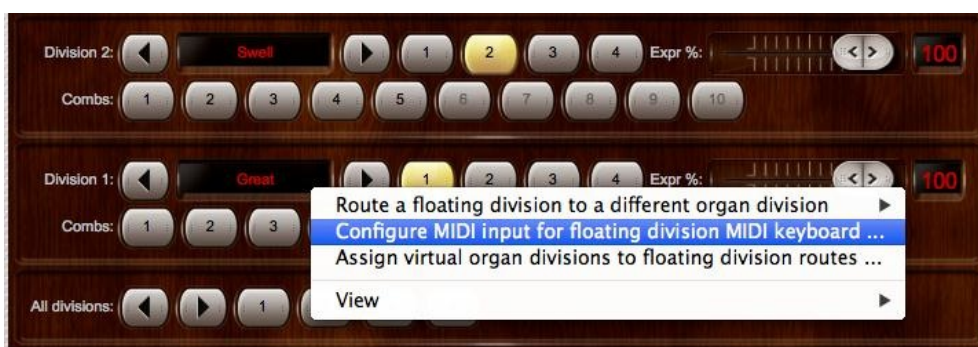 Division 2: Swell 1 2 3 4 Expr %: 100
Combs: 1 2 3 4 5 6 7 8 9 10
Division 1: Great 1 2 3 4 Expr %: 100
Combs: 1 2 3
Route a floating division to a different organ division
Configure MIDI input for floating division MIDI keyboard ...
Assign virtual organ divisions to floating division routes ...
View
All divisions: 1